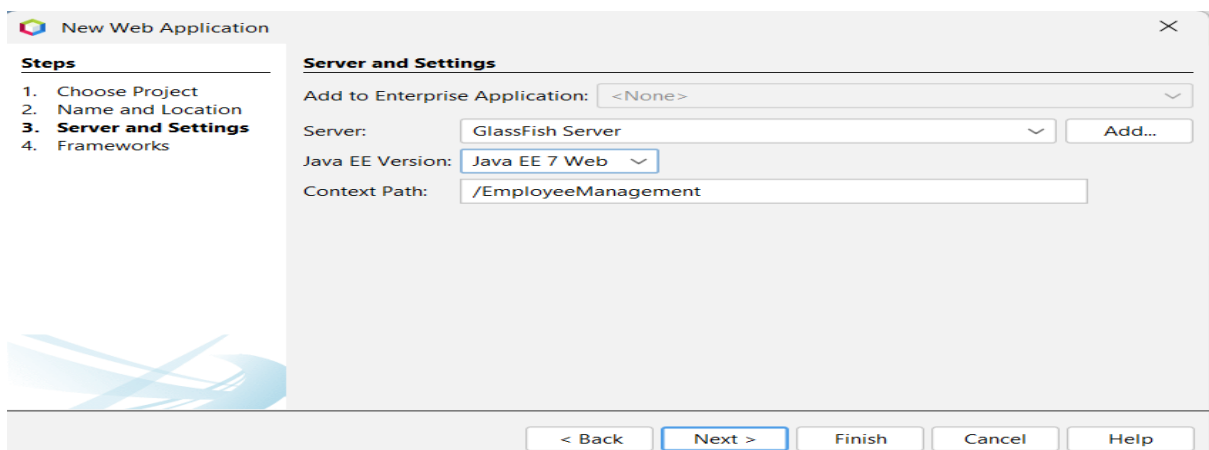 New Web Application
Steps
1. Choose Project
2. Name and Location
3. Server and Settings
4. Frameworks
Server and Settings
Add to Enterprise Application: <None>
Server: GlassFish Server Add...
Java EE Version: Java EE 7 Web
Context Path: /EmployeeManagement
< Back Next > Finish Cancel Help